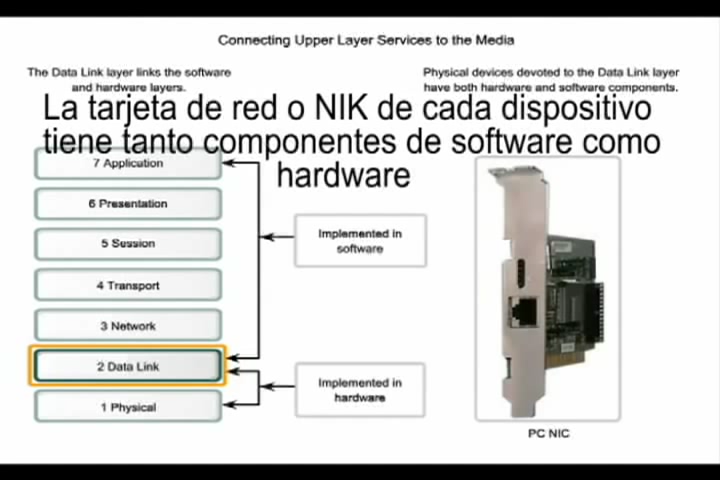 Connecting Upper Layer Services to the Media
The Data Link layer links the software
and hardware layers.
Physical devices devoted to the Data Link layer
have both hardware and software components.
La tarjeta de red o NIK de cada dispositivo
tiene tanto componentes de software como
hardware
7 Application
6 Presentation
5 Session
4 Transport
3 Network
2 Data Link
1 Physical
Implemented in
software
Implemented in
hardware
PC NIC